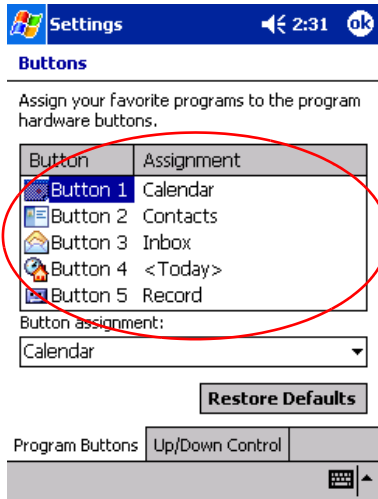 Settings 2:31 ok
Buttons
Assign your favorite programs to the program
hardware buttons.
Button Assignment
Button 1 Calendar
Button 2 Contacts
Button 3 Inbox
Button 4 <Today>
Button 5 Record
Button assignment:
Calendar
Restore Defaults
Program Buttons Up/Down Control